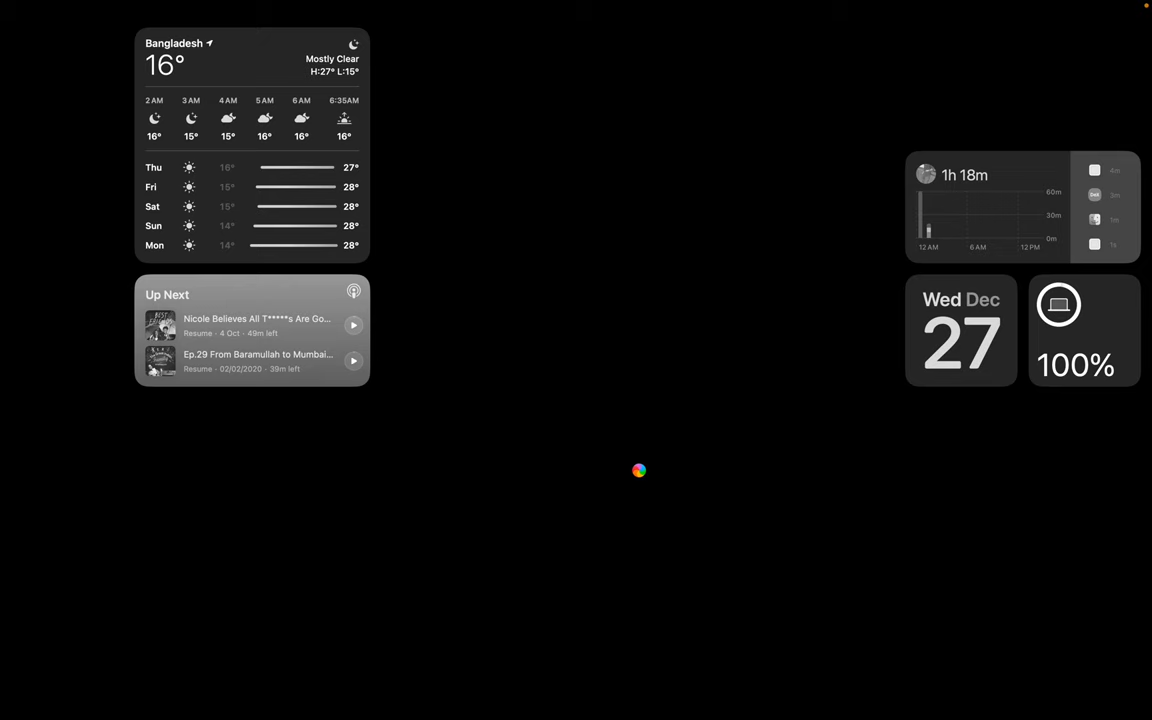 Bangladesh
16°
Mostly Clear
H:27° L:15°
2 AM 3 AM 4 AM 5 AM 6 AM 6:35AM
16° 15° 15° 16° 16° 16°
Thu 16° 27°
Fri 15° 28°
Sat 15° 28°
Sun 14° 28°
Mon 14° 28°
Up Next
Nicole Believes All T*****s Are Go...
Resume · 4 Oct · 49m left
Ep.29 From Baramullah to Mumbai...
Resume · 02/02/2020 · 39m left
1h 18m
60m
30m
0m
12 AM 6 AM 12 PM
4m
3m
1m
1s
Wed Dec
27
100%